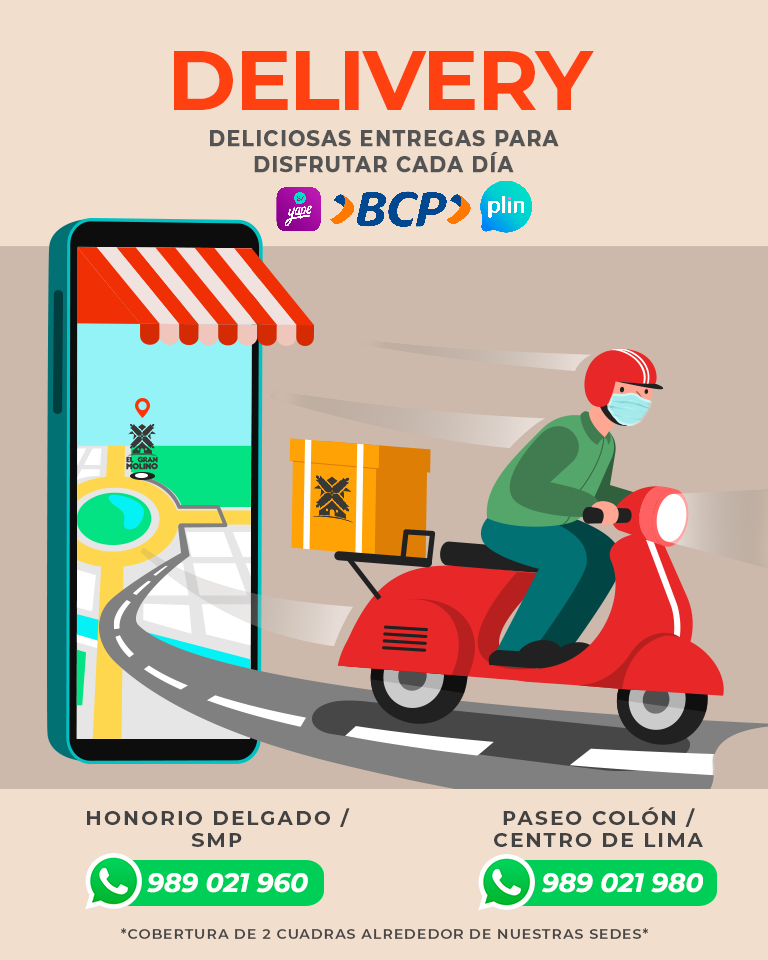 DELIVERY
DELICIOSAS ENTREGAS PARA
DISFRUTAR CADA DÍA
yape BCP plin
EL GRAN
MOLINO
HONORIO DELGADO /
SMP
989 021 960
PASEO COLÓN /
CENTRO DE LIMA
989 021 980
*COBERTURA DE 2 CUADRAS ALREDEDOR DE NUESTRAS SEDES*